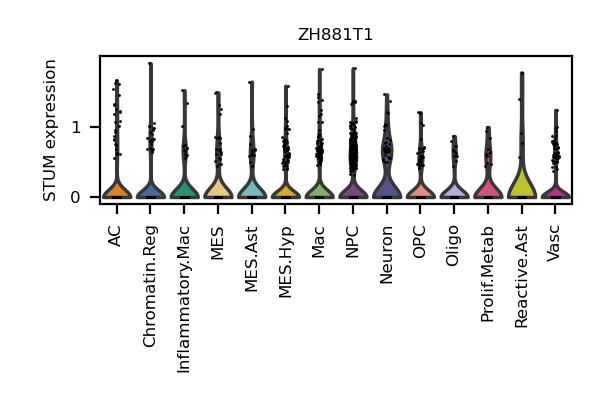 ZH881T1
STUM expression
1
0
AC
Chromatin.Reg
Inflammatory.Mac
MES
MES.Ast
MES.Hyp
Mac
NPC
Neuron
OPC
Oligo
Prolif.Metab
Reactive.Ast
Vasc